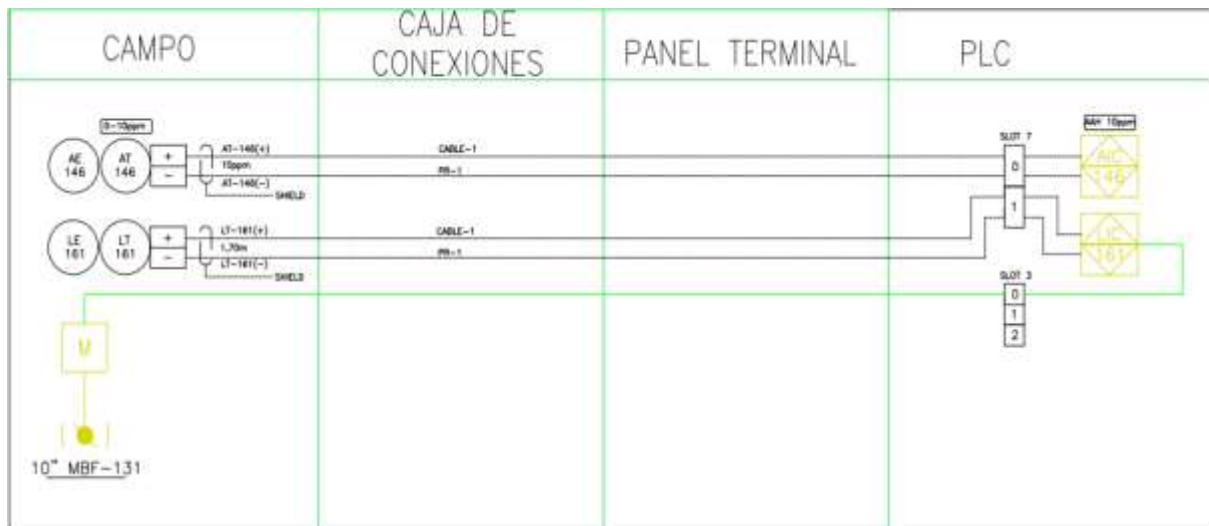 CAMPO
CAJA DE
CONEXIONES
PANEL TERMINAL
PLC
0-10ppm
AE
146
AT
146
+
-
AT-146(+)
10ppm
AT-146(-)
SHIELD
CABLE-1
PR-1
SLOT 7
0
1
AAH 10ppm
AIC
146
LE
161
LT
161
+
-
LT-161(+)
1,70m
LT-161(-)
SHIELD
CABLE-1
PR-1
LIC
161
SLOT 3
0
1
2
M
10" MBF-131